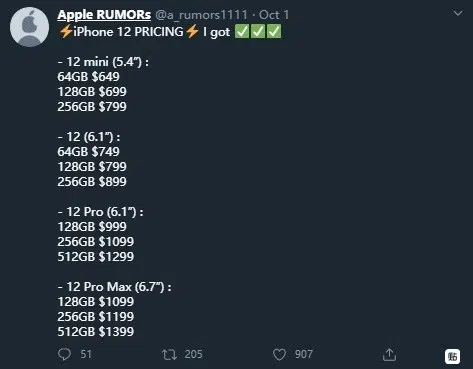 Apple RUMORs @a_rumors1111 · Oct 1
⚡iPhone 12 PRICING⚡ I got ✅✅✅
- 12 mini (5.4”) :
64GB $649
128GB $699
256GB $799
- 12 (6.1”) :
64GB $749
128GB $799
256GB $899
- 12 Pro (6.1”) :
128GB $999
256GB $1099
512GB $1299
- 12 Pro Max (6.7”) :
128GB $1099
256GB $1199
512GB $1399
51 205 907
贴